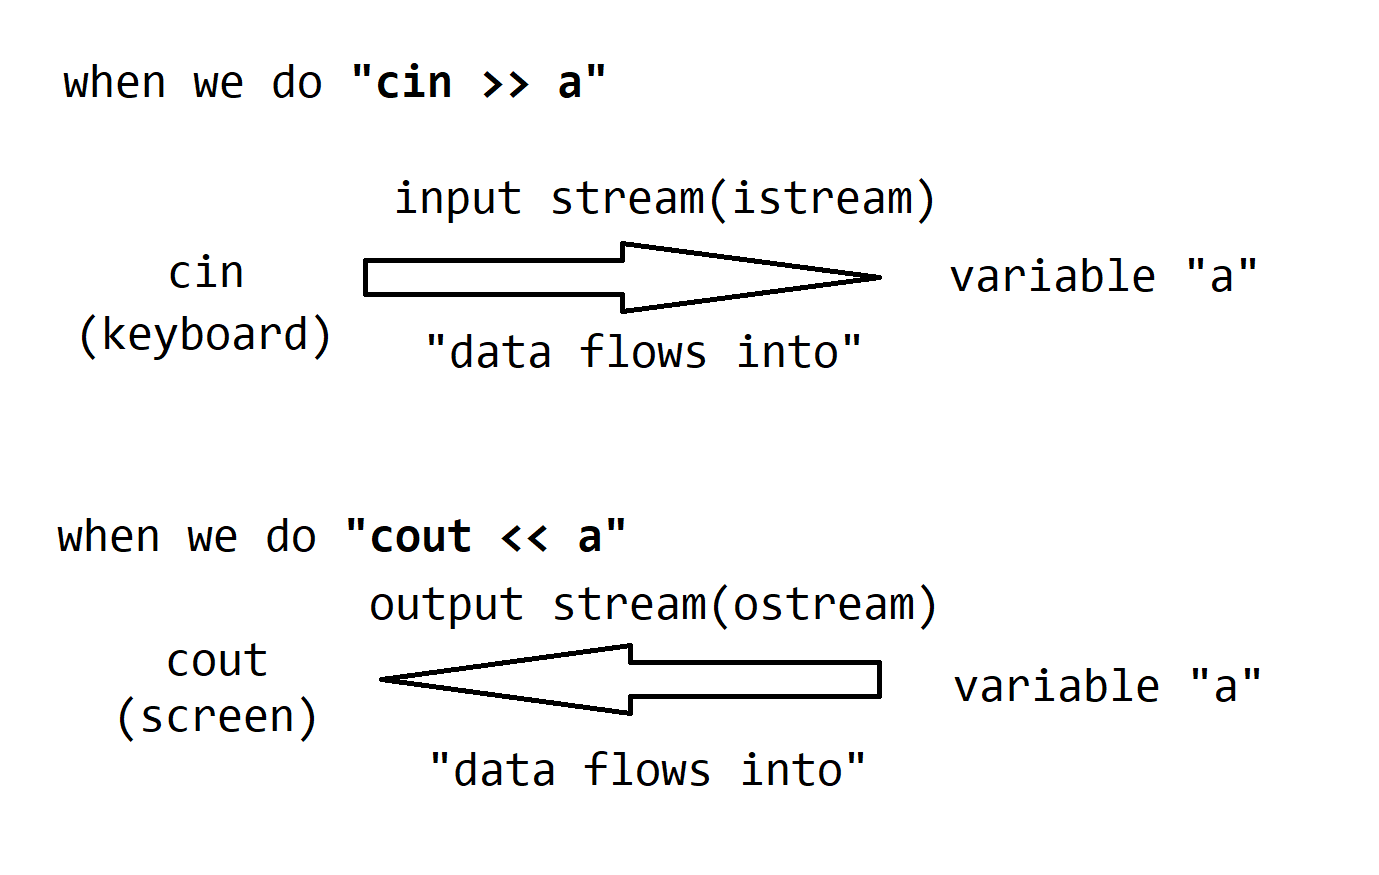 when we do "cin >> a"
input stream(istream)
cin
(keyboard)
variable "a"
"data flows into"
when we do "cout << a"
output stream(ostream)
cout
(screen)
variable "a"
"data flows into"